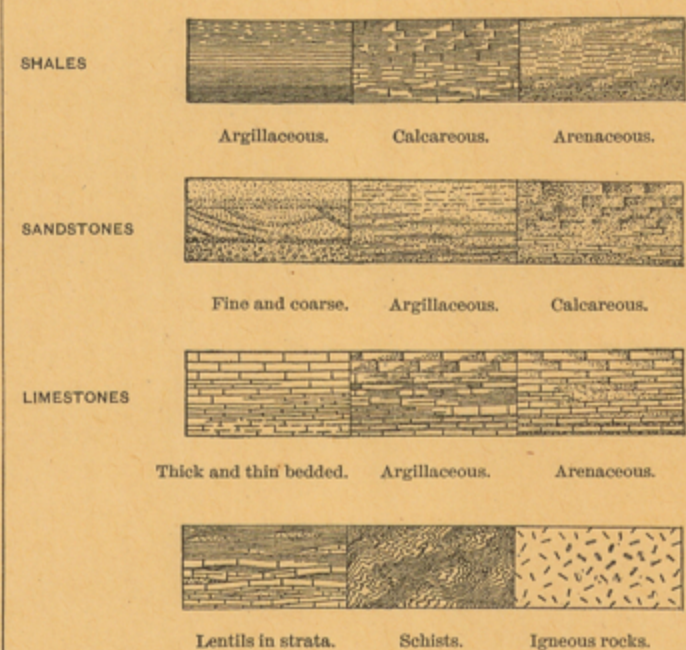 SHALES
Argillaceous. Calcareous. Arenaceous.
SANDSTONES
Fine and coarse. Argillaceous. Calcareous.
LIMESTONES
Thick and thin bedded. Argillaceous. Arenaceous.
Lentils in strata. Schists. Igneous rocks.